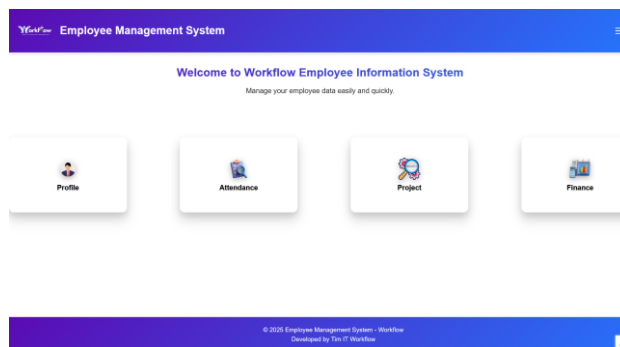 Workflow Employee Management System
Welcome to Workflow Employee Information System
Manage your employee data easily and quickly.
Profile
Attendance
Project
Finance
© 2025 Employee Management System - Workflow
Developed by Tim IT Workflow